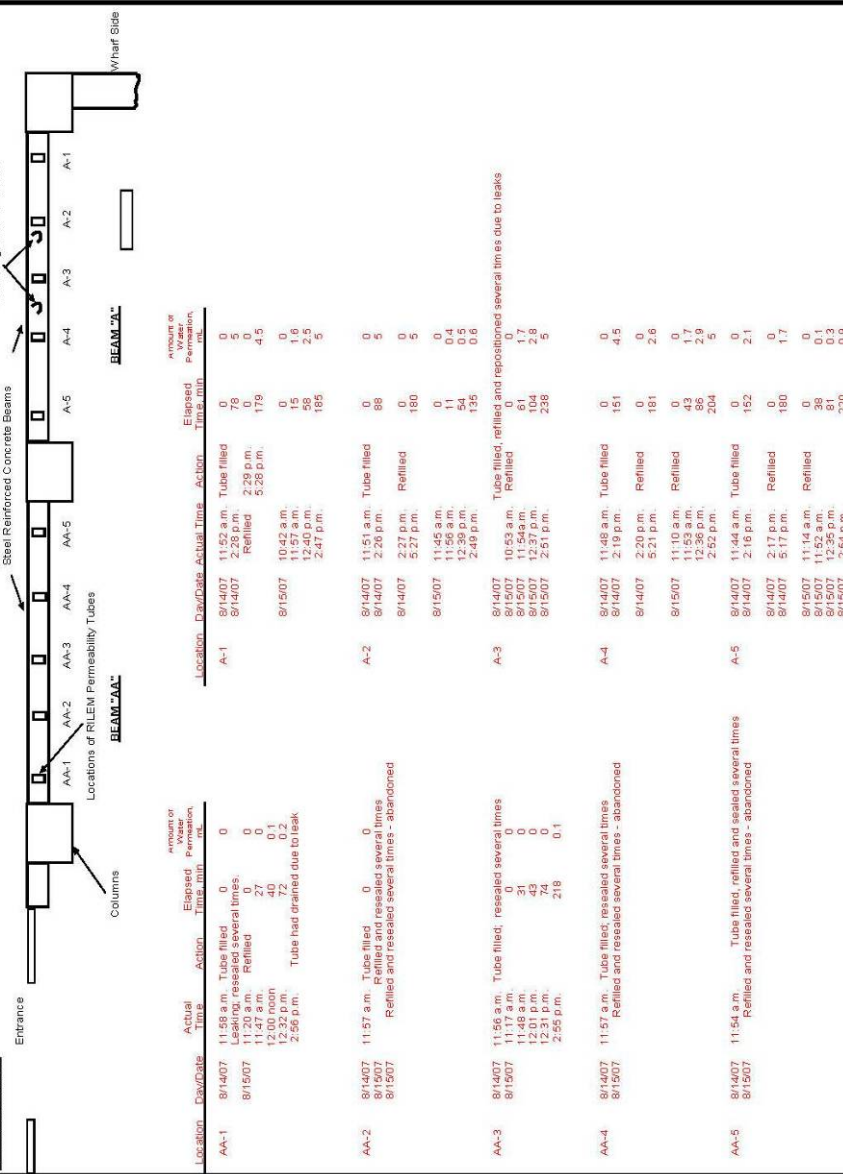 Entrance
Steel Reinforced Concrete Beams
Wharf Side
AA-1 AA-2 AA-3 AA-4 AA-5 A-5 A-4 A-3 A-2 A-1
Columns
Locations of RILEM Permeability Tubes
BEAM "AA"
BEAM "A"
Location Day/Date Actual Time Action Elapsed Time, min Amount of Water Permeation, mL
AA-1 8/14/07 11:58 a.m. Tube filled 0 0
Leaking, resealed several times.
8/15/07 11:20 a.m. Refilled 0 0
11:47 a.m. 27 0
12:00 noon 40 0.1
12:32 p.m. 72 0.2
2:56 p.m. Tube had drained due to leak
AA-2 8/14/07 11:57 a.m. Tube filled 0 0
8/15/07 Refilled and resealed several times
8/15/07 Refilled and resealed several times - abandoned
AA-3 8/14/07 11:56 a.m. Tube filled, resealed several times
8/15/07 11:17 a.m. 0 0
11:48 a.m. 31 0
12:01 p.m. 43 0
12:31 p.m. 74 0
2:55 p.m. 218 0.1
AA-4 8/14/07 11:57 a.m. Tube filled, resealed several times
8/15/07 Refilled and resealed several times - abandoned
AA-5 8/14/07 11:54 a.m. Tube filled, refilled and sealed several times
8/15/07 Refilled and resealed several times - abandoned
Location Day/Date Actual Time Action Elapsed Time, min Amount of Water Permeation, mL
A-1 8/14/07 11:52 a.m. Tube filled 0 0
8/14/07 2:28 p.m. 78 5
Refilled 2:29 p.m. 0 0
5:28 p.m. 179 4.5
8/15/07 10:42 a.m. 0 0
11:57 a.m. 15 1.6
12:40 p.m. 58 2.5
2:47 p.m. 185 5
A-2 8/14/07 11:51 a.m. Tube filled 0 0
8/14/07 2:26 p.m. 88 5
8/14/07 2:27 p.m. Refilled 0 0
5:27 p.m. 180 5
8/15/07 11:45 a.m. 0 0
11:56 a.m. 11 0.4
12:39 p.m. 54 0.5
2:49 p.m. 135 0.6
A-3 8/14/07 Tube filled, refilled and repositioned several times due to leaks
8/15/07 10:53 a.m. Refilled 0 0
8/15/07 11:54a.m. 61 1.7
8/15/07 12:37 p.m. 104 2.8
8/15/07 2:51 p.m. 238 5
A-4 8/14/07 11:48 a.m. Tube filled 0 0
8/14/07 2:19 p.m. 151 4.5
8/14/07 2:20 p.m. Refilled 0 0
5:21 p.m. 181 2.6
8/15/07 11:10 a.m. Refilled 0 0
11:53 a.m. 43 1.7
12:36 p.m. 86 2.9
2:52 p.m. 204 5
A-5 8/14/07 11:44 a.m. Tube filled 0 0
8/14/07 2:16 p.m. 152 2.1
8/14/07 2:17 p.m. Refilled 0 0
8/14/07 5:17 p.m. 180 1.7
8/15/07 11:14 a.m. Refilled 0 0
8/15/07 11:52 a.m. 38 0.1
8/15/07 12:35 p.m. 81 0.3